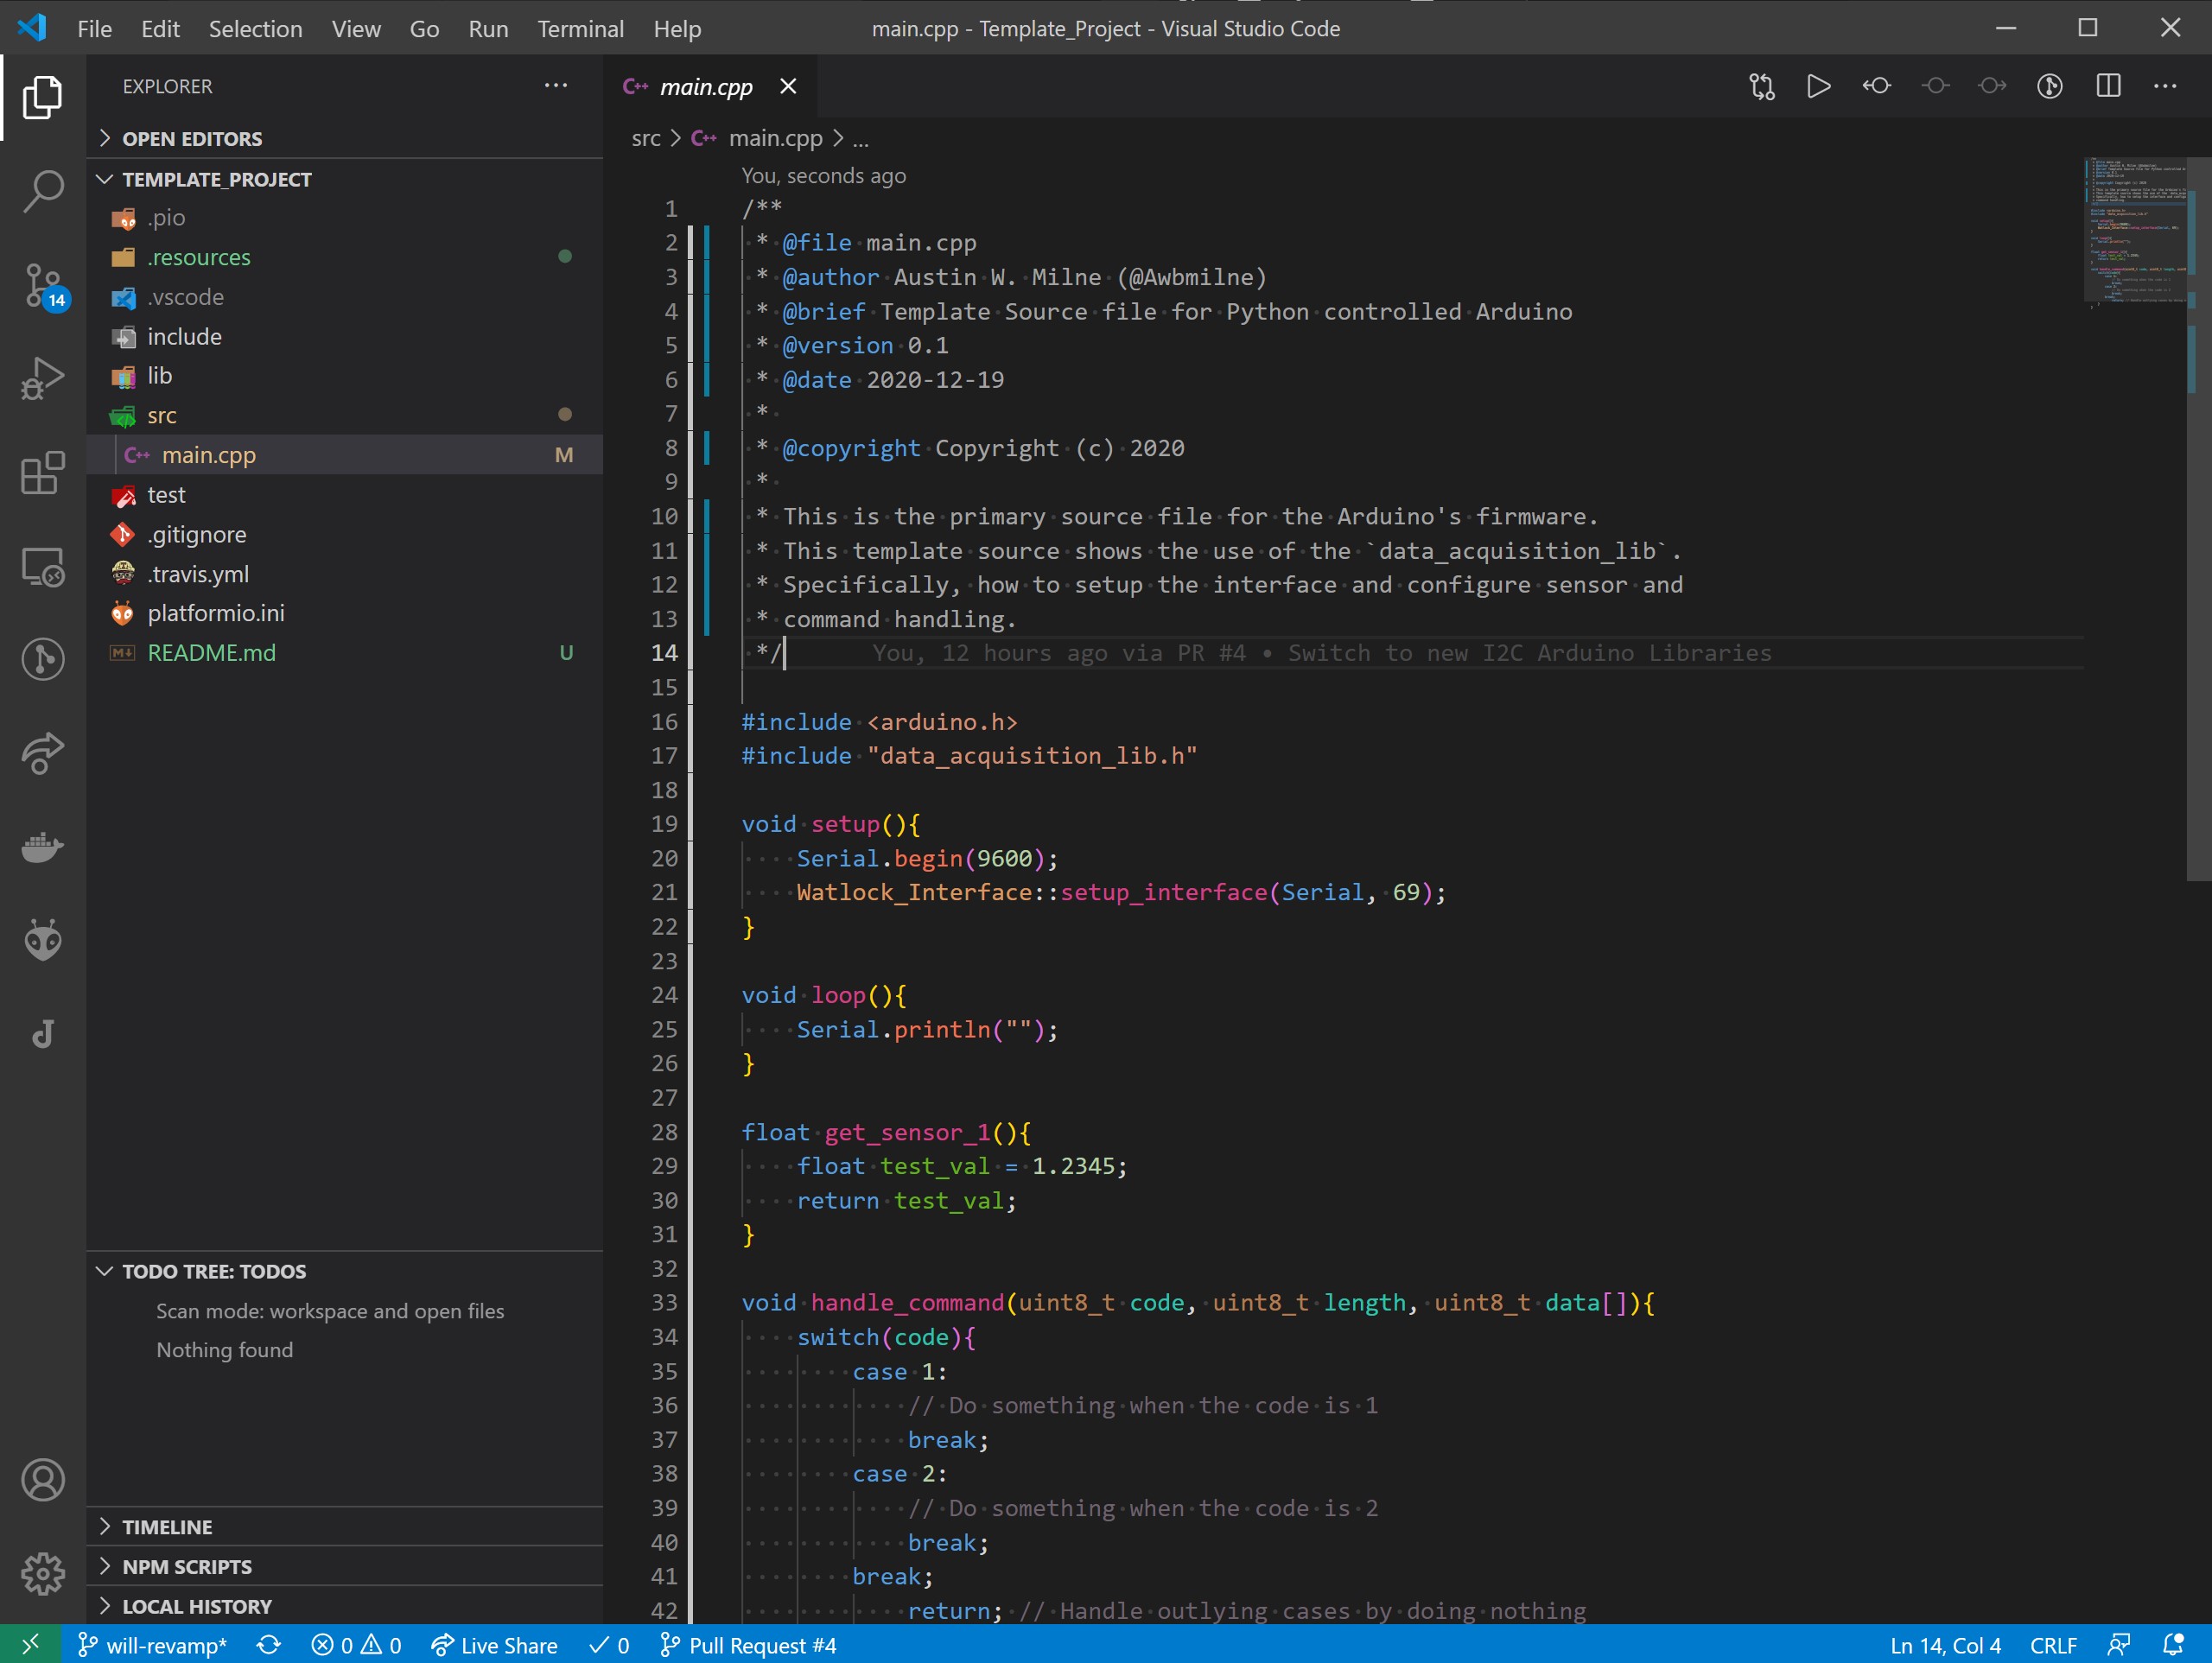 File Edit Selection View Go Run Terminal Help
main.cpp - Template_Project - Visual Studio Code
EXPLORER
OPEN EDITORS
TEMPLATE_PROJECT
.pio
.resources
.vscode
include
lib
src
C++ main.cpp M
test
.gitignore
.travis.yml
platformio.ini
README.md U
14
TODO TREE: TODOS
Scan mode: workspace and open files
Nothing found
TIMELINE
NPM SCRIPTS
LOCAL HISTORY
C++ main.cpp
src > C++ main.cpp > ...
You, seconds ago
1 /**
2 * @file main.cpp
3 * @author Austin W. Milne (@Awbmilne)
4 * @brief Template Source file for Python controlled Arduino
5 * @version 0.1
6 * @date 2020-12-19
7 *
8 * @copyright Copyright (c) 2020
9 *
10 * This is the primary source file for the Arduino's firmware.
11 * This template source shows the use of the `data_acquisition_lib`.
12 * Specifically, how to setup the interface and configure sensor and
13 * command handling.
14 */ You, 12 hours ago via PR #4 • Switch to new I2C Arduino Libraries
15
16 #include <arduino.h>
17 #include "data_acquisition_lib.h"
18
19 void setup(){
20 Serial.begin(9600);
21 Watlock_Interface::setup_interface(Serial, 69);
22 }
23
24 void loop(){
25 Serial.println("");
26 }
27
28 float get_sensor_1(){
29 float test_val = 1.2345;
30 return test_val;
31 }
32
33 void handle_command(uint8_t code, uint8_t length, uint8_t data[]){
34 switch(code){
35 case 1:
36 // Do something when the code is 1
37 break;
38 case 2:
39 // Do something when the code is 2
40 break;
41 break;
42 return; // Handle outlying cases by doing nothing
will-revamp* 0 0 Live Share 0 Pull Request #4 Ln 14, Col 4 CRLF